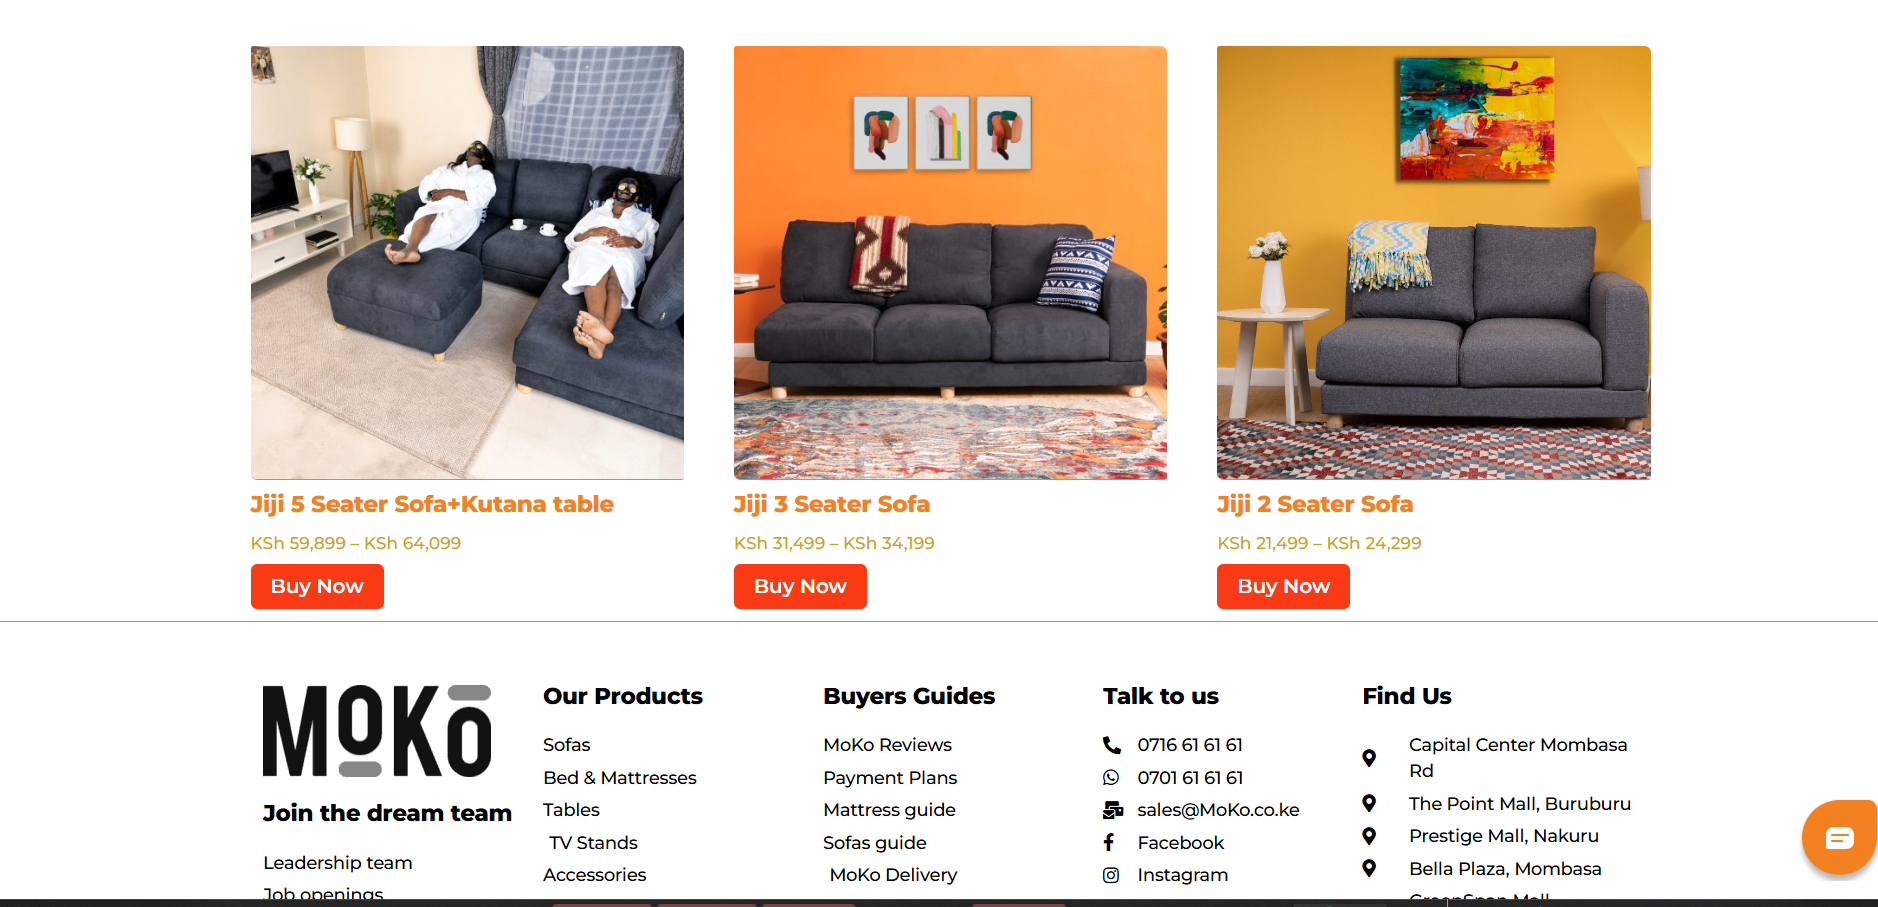 Jiji 5 Seater Sofa+Kutana table
KSh 59,899 – KSh 64,099
Buy Now
Jiji 3 Seater Sofa
KSh 31,499 – KSh 34,199
Buy Now
Jiji 2 Seater Sofa
KSh 21,499 – KSh 24,299
Buy Now
MoKo
Join the dream team
Leadership team
Job openings
Our Products
Sofas
Bed & Mattresses
Tables
TV Stands
Accessories
Buyers Guides
MoKo Reviews
Payment Plans
Mattress guide
Sofas guide
MoKo Delivery
Talk to us
0716 61 61 61
0701 61 61 61
sales@MoKo.co.ke
Facebook
Instagram
Find Us
Capital Center Mombasa
Rd
The Point Mall, Buruburu
Prestige Mall, Nakuru
Bella Plaza, Mombasa
GreenSpan Mall